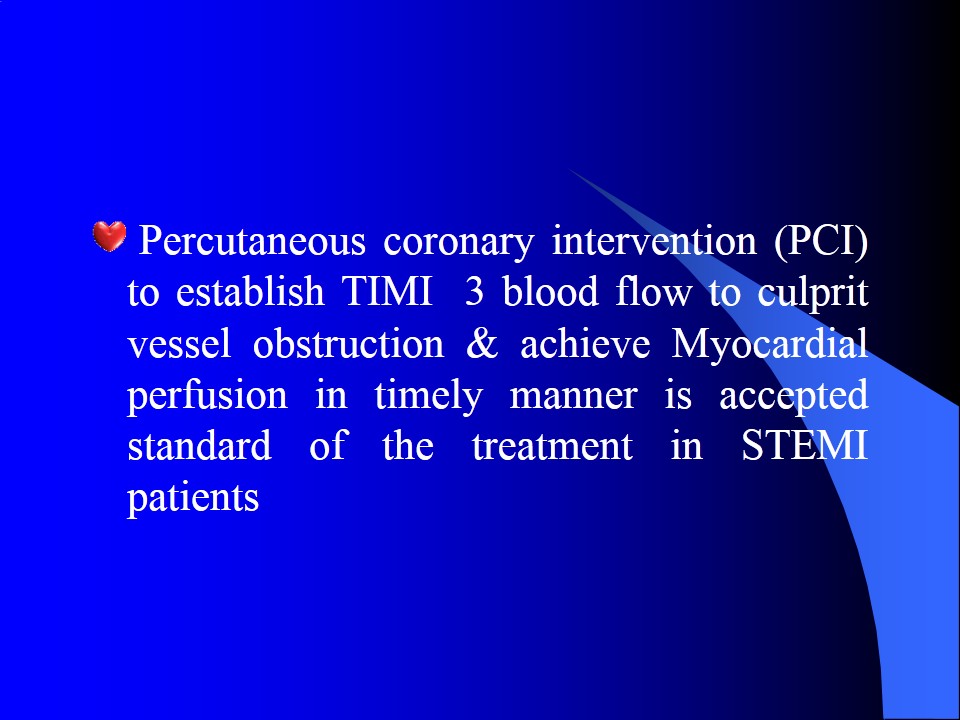 Percutaneous coronary intervention (PCI)
to establish TIMI  3 blood flow to culprit
vessel obstruction & achieve Myocardial
perfusion in timely manner is accepted
standard of the treatment in STEMI
patients